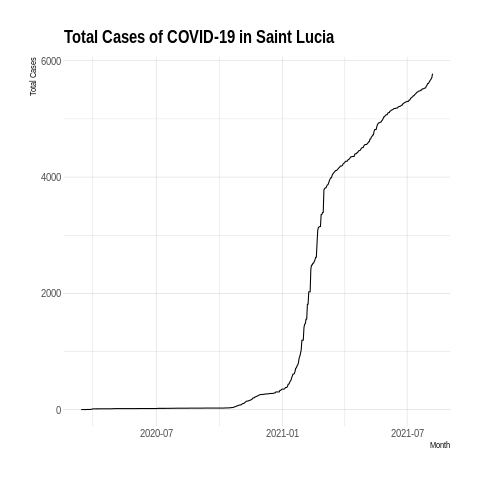 Total Cases of COVID-19 in Saint Lucia
Total Cases
6000
4000
2000
0
2020-07 2021-01 2021-07
Month